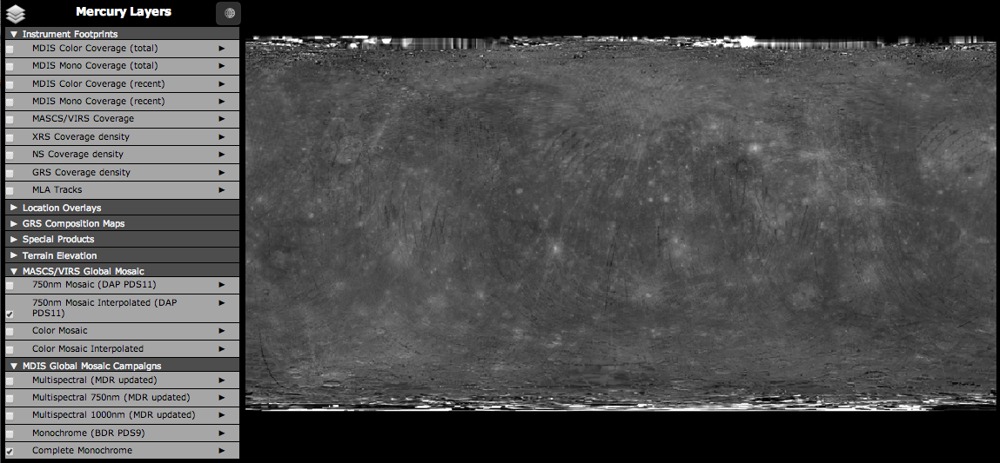 Mercury Layers
▼ Instrument Footprints
MDIS Color Coverage (total)
MDIS Mono Coverage (total)
MDIS Color Coverage (recent)
MDIS Mono Coverage (recent)
MASCS/VIRS Coverage
XRS Coverage density
NS Coverage density
GRS Coverage density
MLA Tracks
Location Overlays
GRS Composition Maps
Special Products
Terrain Elevation
MASCS/VIRS Global Mosaic
750nm Mosaic (DAP PDS11)
750nm Mosaic Interpolated (DAP
PDS11)
Color Mosaic
Color Mosaic Interpolated
MDIS Global Mosaic Campaigns
Multispectral (MDR updated)
Multispectral 750nm (MDR updated)
Multispectral 1000nm (MDR updated)
Monochrome (BDR PDS9)
Complete Monochrome